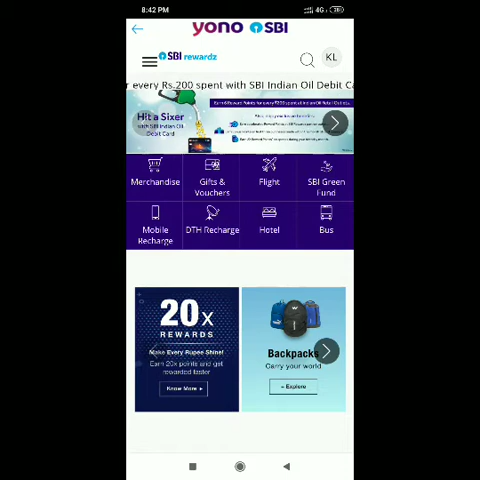 8:42 PM
4G
yono SBI
SBI rewardz
KL
r every Rs.200 spent with SBI Indian Oil Debit Ca
Hit a Sixer
with SBI Indian Oil
Debit Card
Merchandise
Gifts &
Vouchers
Flight
SBI Green
Fund
Mobile
Recharge
DTH Recharge
Hotel
Bus
20x
REWARDS
Make Every Rupee Shine!
Earn 20x points and get
rewarded faster
Know More
Backpacks
Carry your world
Explore